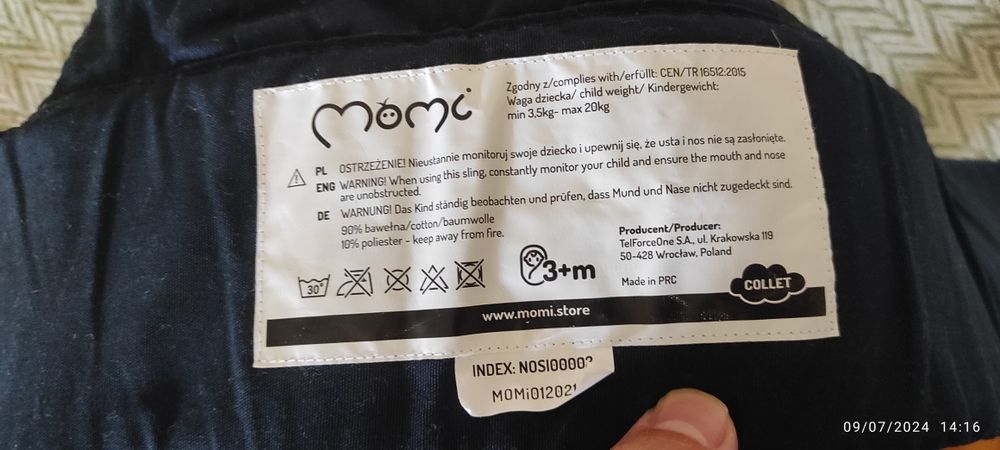 momi
Zgodny z/complies with/erfüllt: CEN/TR 16512:2015
Waga dziecka/ child weight/ Kindergewicht:
min 3,5kg- max 20kg
PL OSTRZEŻENIE! Nieustannie monitoruj swoje dziecko i upewnij się, że usta i nos nie są zasłonięte.
ENG WARNING! When using this sling, constantly monitor your child and ensure the mouth and nose
are unobstructed.
DE WARNUNG! Das Kind ständig beobachten und prüfen, dass Mund und Nase nicht zugedeckt sind.
90% bawełna/cotton/baumwolle
10% poliester - keep away from fire.
Producent/Producer:
TelForceOne S.A., ul. Krakowska 119
50-428 Wrocław, Poland
30°
3+m
Made in PRC
COLLET
www.momi.store
INDEX: NOSI0000
MOMi012021
09/07/2024 14:16